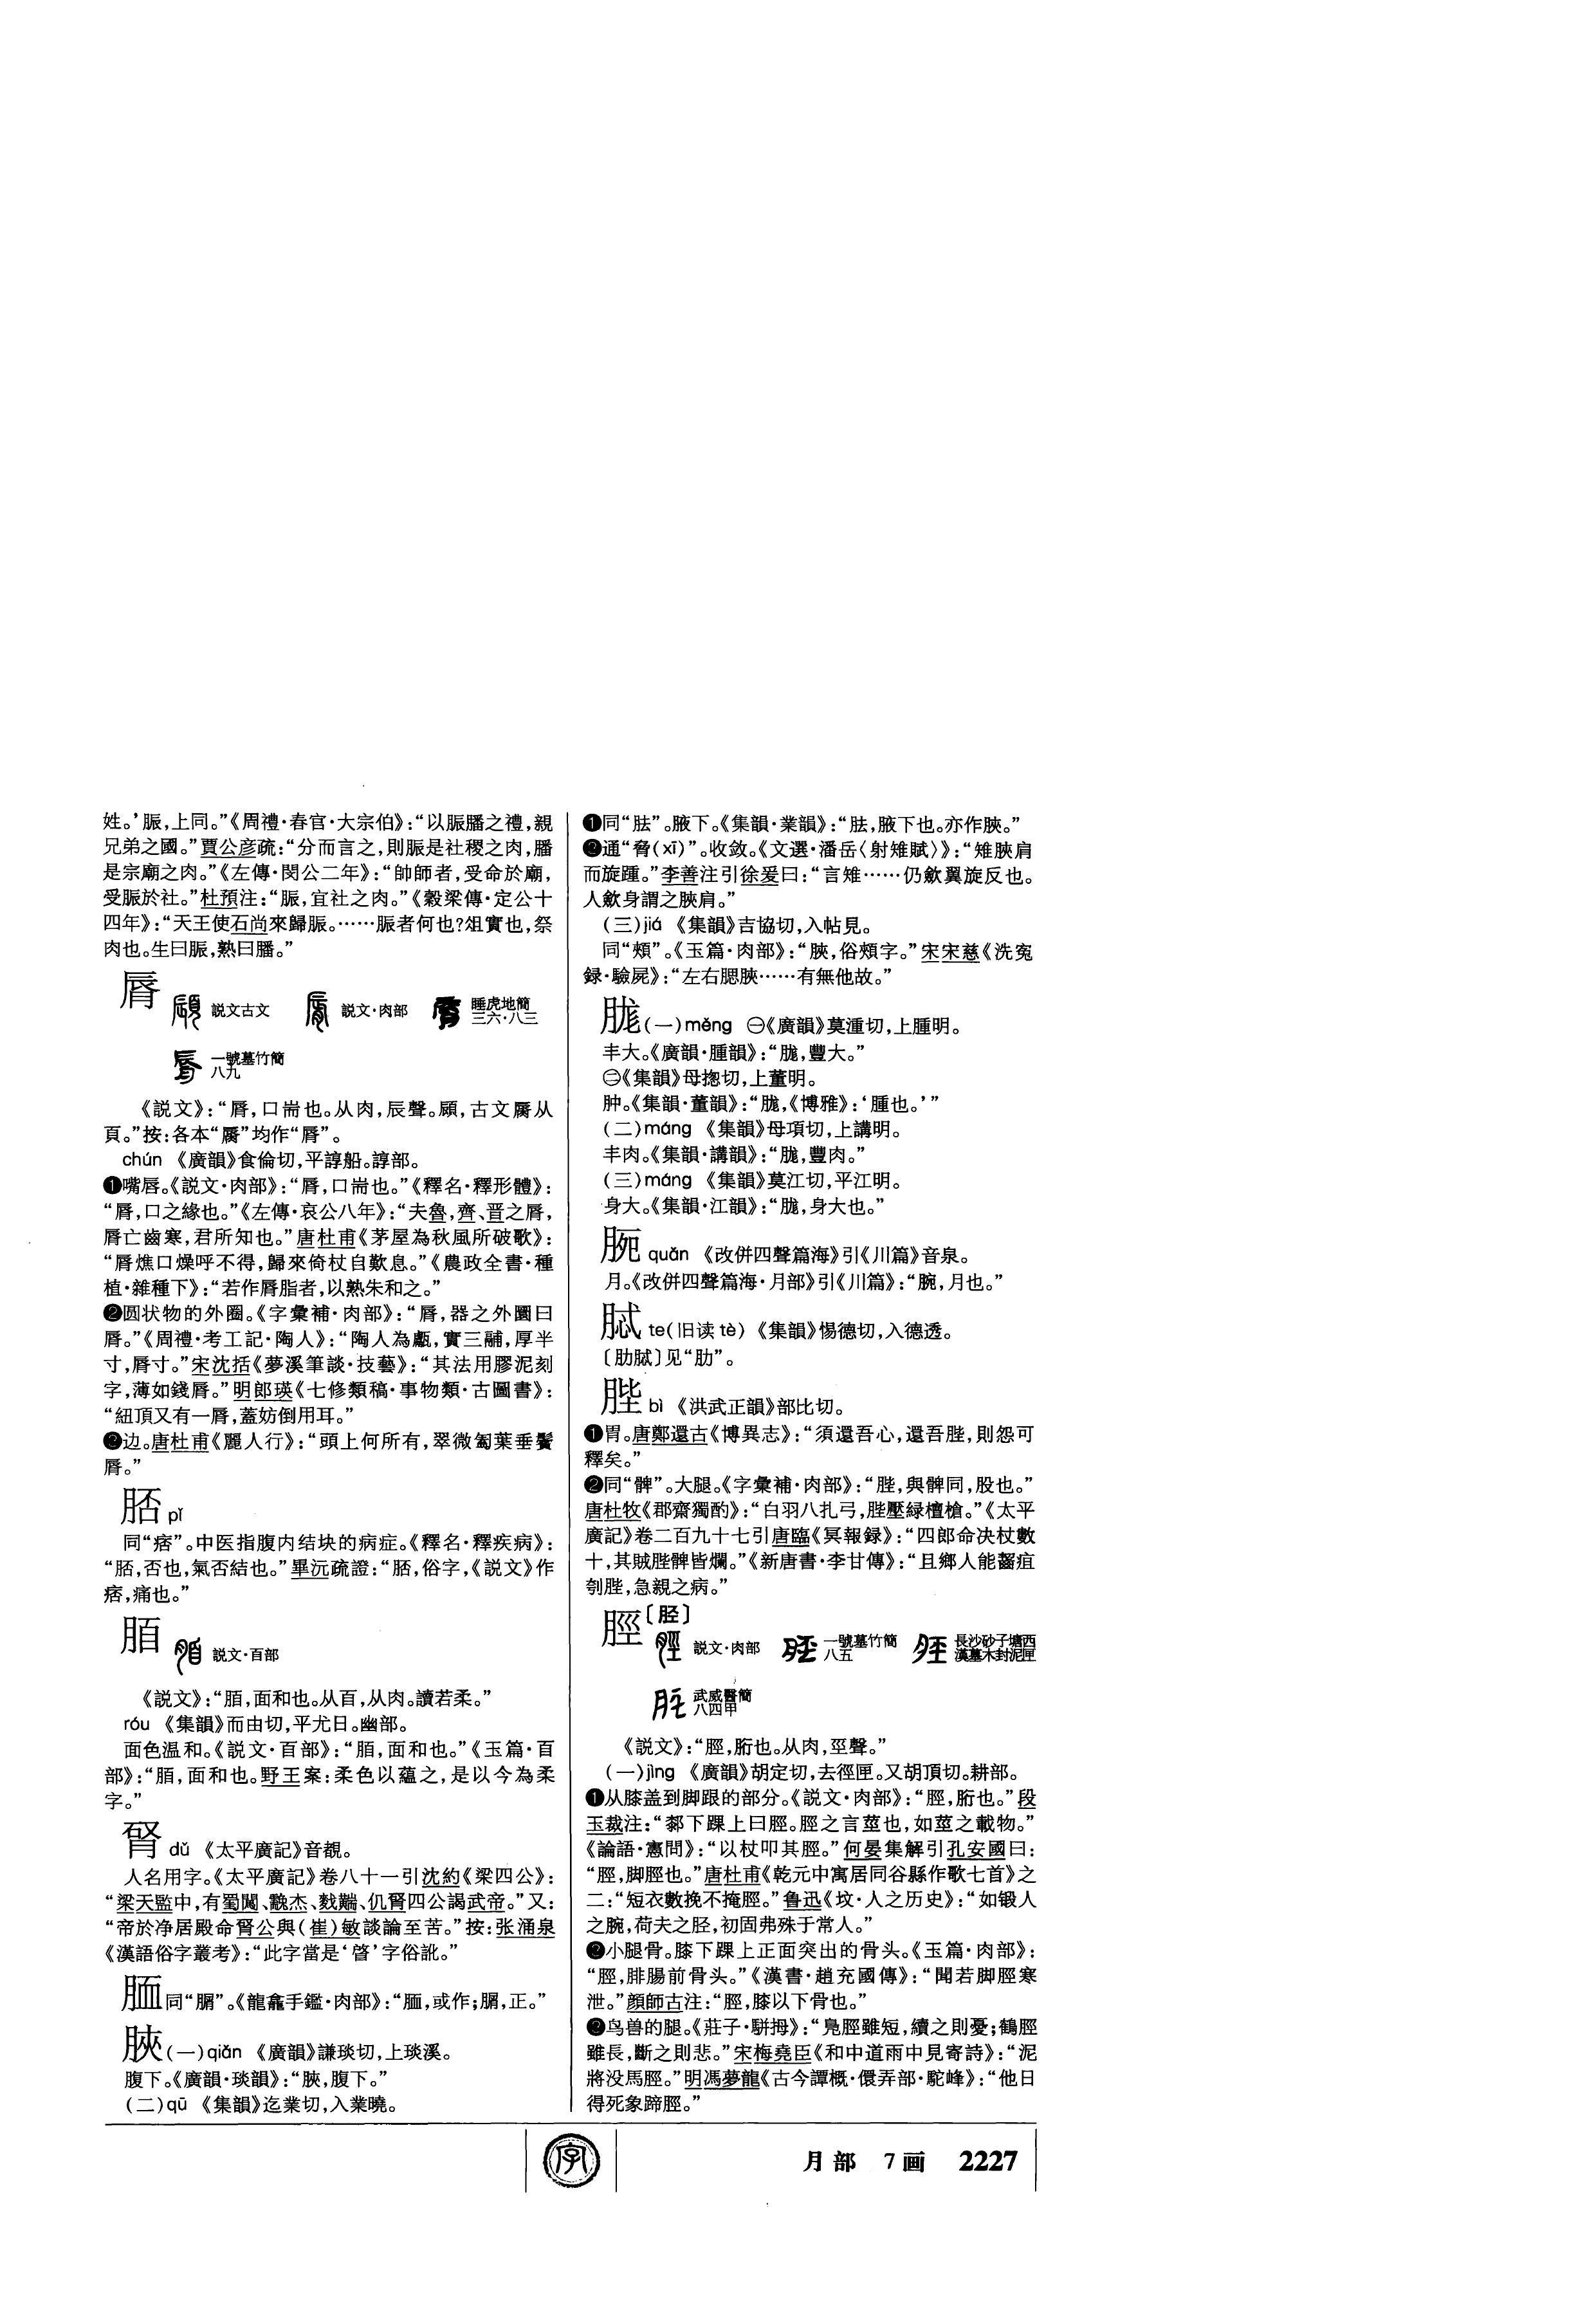 姓。’脤,上同。”《周禮·春官·大宗伯》:“以脤膰之禮,親
兄弟之國。”賈公彦疏:“分而言之,則脤是社稷之肉,膰
是宗廟之肉。”《左傳·閔公二年》:“帥師者,受命於廟,
受脤於社。”杜預注:“脤,宜社之肉。”《穀梁傳·定公十
四年》:“天王使石尚來歸脤。……脤者何也?俎實也,祭
肉也。生曰脤,熟曰膰。”
脣 説文古文 説文·肉部 睡虎地簡三六·八三
一號墓竹簡八九
《説文》:“脣,口耑也。从肉,辰聲。顅,古文脣从
頁。”按:各本“脣”均作“脣”。
chún 《廣韻》食倫切,平諄船。諄部。
❶嘴唇。《説文·肉部》:“脣,口耑也。”《釋名·釋形體》:
“脣,口之緣也。”《左傳·哀公八年》:“夫魯,齊、晋之脣,
脣亡齒寒,君所知也。”唐杜甫《茅屋為秋風所破歌》:
“脣燋口燥呼不得,歸來倚杖自歎息。”《農政全書·種
植·雜種下》:“若作脣脂者,以熟朱和之。”
❷圆状物的外圈。《字彙補·肉部》:“脣,器之外圜曰
脣。”《周禮·考工記·陶人》:“陶人為甗,實三鬴,厚半
寸,脣寸。”宋沈括《夢溪筆談·技藝》:“其法用膠泥刻
字,薄如錢脣。”明郎瑛《七修類稿·事物類·古圖書》:
“紐頂又有一脣,蓋妨倒用耳。”
❸边。唐杜甫《麗人行》:“頭上何所有,翠微㔩葉垂鬢
脣。”
脴 pǐ
同“痞”。中医指腹内结块的病症。《釋名·釋疾病》:
“脴,否也,氣否結也。”畢沅疏證:“脴,俗字,《説文》作
痞,痛也。”
脜 説文·𦣻部
《説文》:“脜,面和也。从𦣻,从肉。讀若柔。”
róu 《集韻》而由切,平尤日。幽部。
面色温和。《説文·𦣻部》:“脜,面和也。”《玉篇·𦣻
部》:“脜,面和也。野王案:柔色以藴之,是以今為柔
字。”
dǔ 《太平廣記》音覩。
人名用字。《太平廣記》卷八十一引沈約《梁四公》:
“梁天監中,有蜀闖、䰀杰、䴰、仉四公謁武帝。”又:
“帝於净居殿命公與(崔)敏談論至苦。”按:张涌泉
《漢語俗字叢考》:“此字當是‘䐗’字俗訛。”
同“腪”。《龍龕手鑑·肉部》:“,或作;,正。”
脥(一)qiǎn 《廣韻》謙琰切,上琰溪。
腹下。《廣韻·琰韻》:“脥,腹下。”
(二)qū 《集韻》迄業切,入業曉。
❶同“胠”。腋下。《集韻·業韻》:“胠,腋下也。亦作脥。”
❷通“脅(xī)”。收敛。《文選·潘岳〈射雉賦〉》:“雉脥肩
而旋踵。”李善注引徐爰曰:“言雉……仍斂翼旋反也。
人斂身謂之脥肩。”
(三)jiá 《集韻》吉協切,入帖見。
同“頰”。《玉篇·肉部》:“脥,俗頰字。”宋宋慈《洗寃
録·驗屍》:“左右腮脥……有無他故。”
胧(一)měng ㊀《廣韻》莫湩切,上腫明。
丰大。《廣韻·腫韻》:“,豐大。”
㊁《集韻》母揔切,上董明。
肿。《集韻·董韻》:“,《博雅》:‘腫也。’”
(二)máng 《集韻》母項切,上講明。
丰肉。《集韻·講韻》:“,豐肉。”
(三)máng 《集韻》莫江切,平江明。
身大。《集韻·江韻》:“,身大也。”
quǎn 《改併四聲篇海》引《川篇》音泉。
月。《改併四聲篇海·月部》引《川篇》:“,月也。”
脦 te(旧读tè) 《集韻》惕德切,入德透。
〔肋脦〕见“肋”。
䏶 bì 《洪武正韻》部比切。
❶胃。唐鄭還古《博異志》:“須還吾心,還吾䏶,則怨可
釋矣。”
❷同“髀”。大腿。《字彙補·肉部》:“䏶,與髀同,股也。”
唐杜牧《郡齋獨酌》:“白羽八扎弓,䏶壓緑檀槍。”《太平
廣記》卷二百九十七引唐臨《冥報録》:“四郎命决杖數
十,其賊䏶髀皆爛。”《新唐書·李甘傳》:“且鄉人能齧疽
刳䏶,急親之病。”
脛〔胫〕
説文·肉部 一號墓竹簡八五 長沙砂子塘西漢墓木封泥匣
武威醫簡八四甲
《説文》:“脛,胻也。从肉,巠聲。”
(一)jìng 《廣韻》胡定切,去徑匣。又胡頂切。耕部。
❶从膝盖到脚跟的部分。《説文·肉部》:“脛,胻也。”段
玉裁注:“厀下踝上曰脛。脛之言莖也,如莖之載物。”
《論語·憲問》:“以杖叩其脛。”何晏集解引孔安國曰:
“脛,脚脛也。”唐杜甫《乾元中寓居同谷縣作歌七首》之
二:“短衣數挽不掩脛。”鲁迅《坟·人之历史》:“如锻人
之腕,荷夫之胫,初固弗殊于常人。”
❷小腿骨。膝下踝上正面突出的骨头。《玉篇·肉部》:
“脛,腓腸前骨头。”《漢書·趙充國傳》:“聞若脚脛寒
泄。”顔師古注:“脛,膝以下骨也。”
❸鸟兽的腿。《莊子·駢拇》:“鳧脛雖短,續之則憂;鶴脛
雖長,斷之則悲。”宋梅堯臣《和中道雨中見寄詩》:“泥
將没馬脛。”明馮夢龍《古今譚概·儇弄部·駝峰》:“他日
得死象蹄脛。”
字
月部 7画 2227